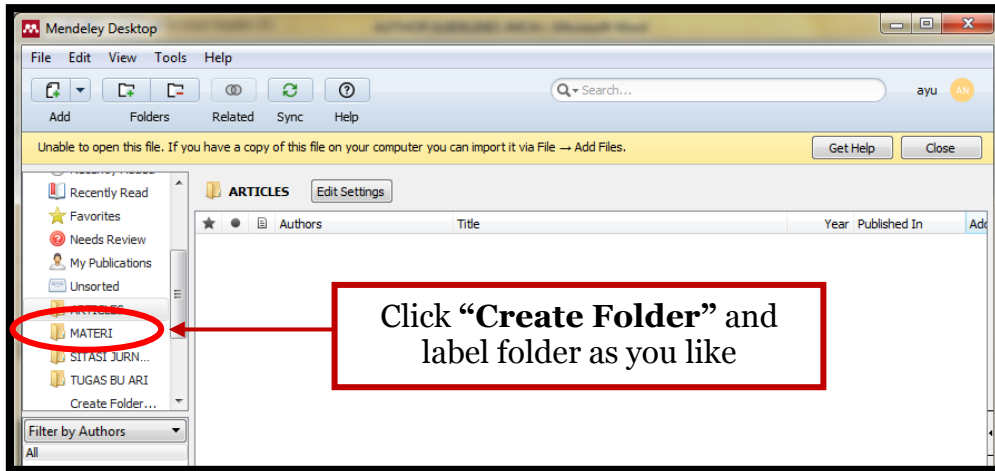 Mendeley Desktop
File Edit View Tools Help
Search...
ayu AN
Add Folders Related Sync Help
Unable to open this file. If you have a copy of this file on your computer you can import it via File → Add Files. Get Help Close
Recently Added
Recently Read
ARTICLES Edit Settings
Favorites
Authors Title Year Published In Add
Needs Review
My Publications
Unsorted
ARTICLES
MATERI
SITASI JURN...
TUGAS BU ARI
Create Folder...
Click “Create Folder” and
label folder as you like
Filter by Authors
All